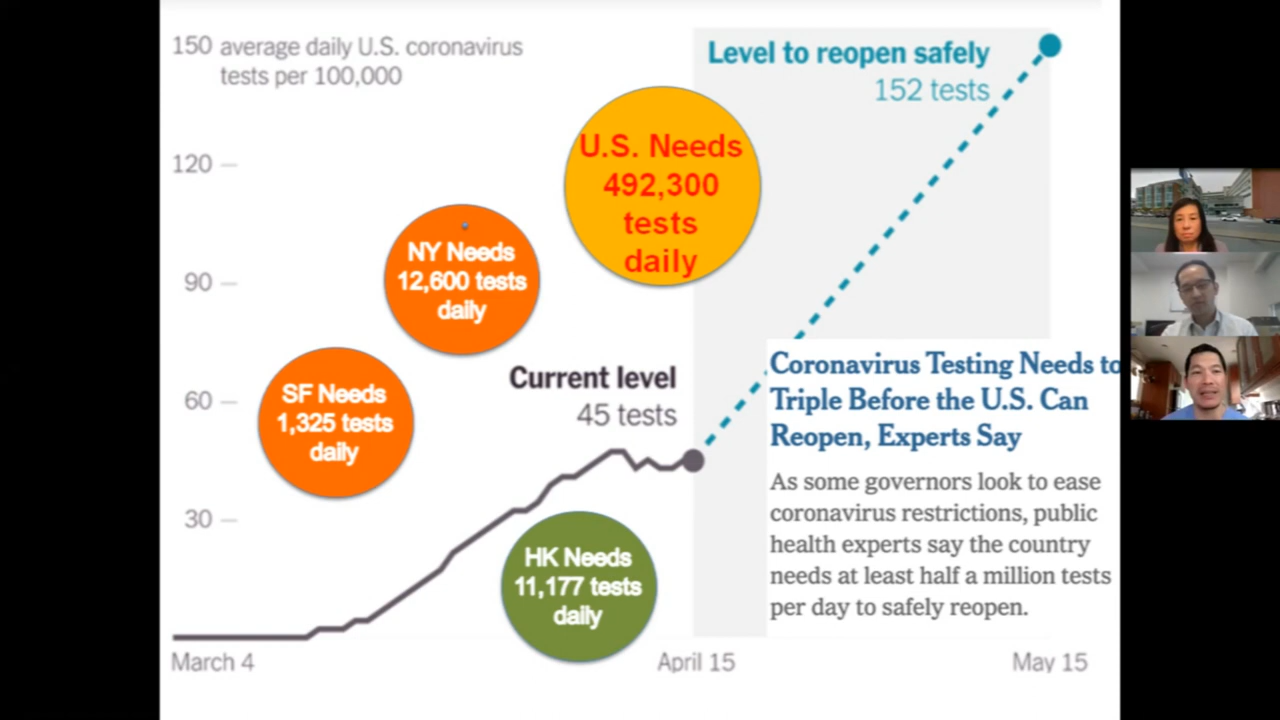 150 average daily U.S. coronavirus
tests per 100,000
Level to reopen safely
152 tests
U.S. Needs
492,300
tests
daily
120
NY Needs
12,600 tests
daily
90
SF Needs
1,325 tests
daily
60
Current level
45 tests
Coronavirus Testing Needs to
Triple Before the U.S. Can
Reopen, Experts Say
As some governors look to ease
coronavirus restrictions, public
health experts say the country
needs at least half a million tests
per day to safely reopen.
30
HK Needs
11,177 tests
daily
March 4
April 15
May 15